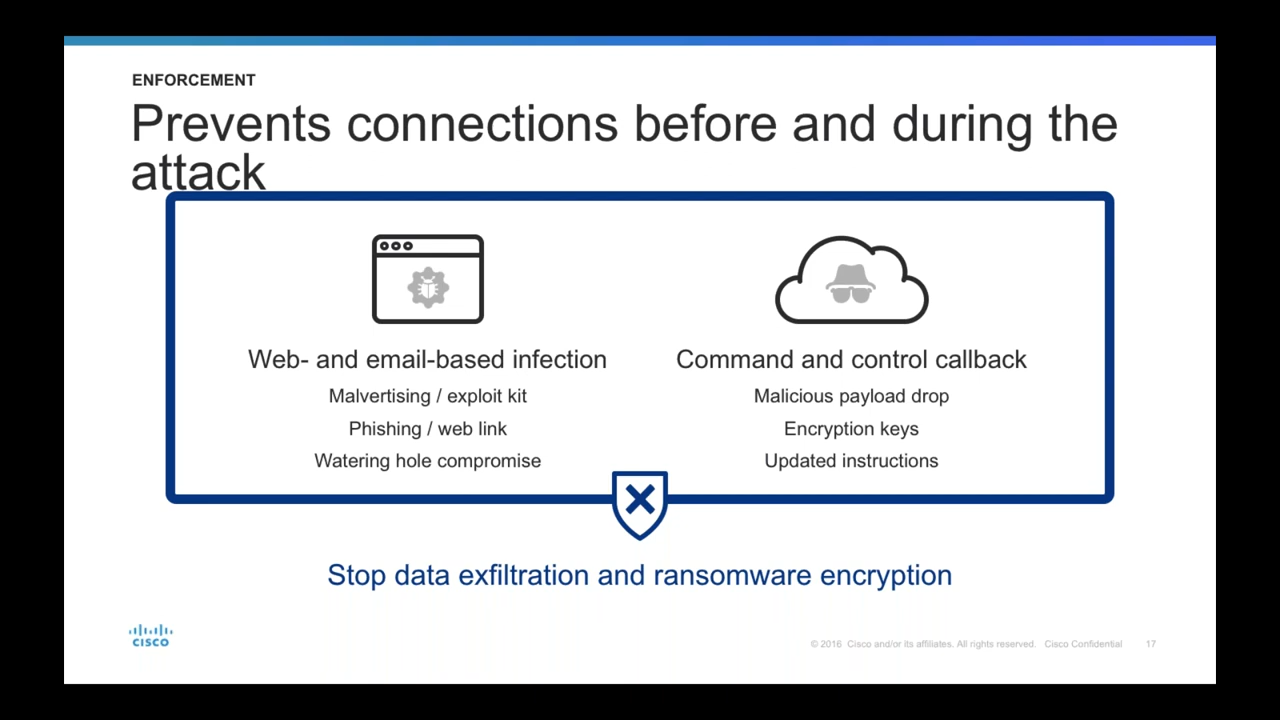 ENFORCEMENT
Prevents connections before and during the
attack
Web- and email-based infection
Malvertising / exploit kit
Phishing / web link
Watering hole compromise
Command and control callback
Malicious payload drop
Encryption keys
Updated instructions
Stop data exfiltration and ransomware encryption
CISCO
© 2016 Cisco and/or its affiliates. All rights reserved. Cisco Confidential 17